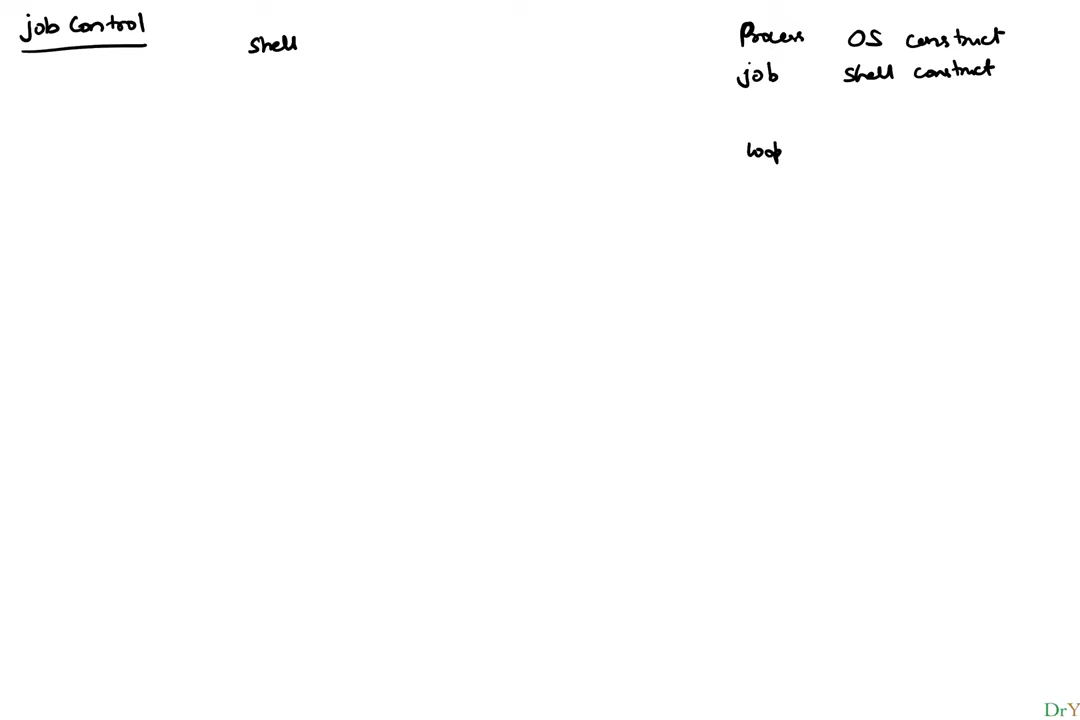 job Control
shell
Process OS construct
job shell construct
loop
DrY